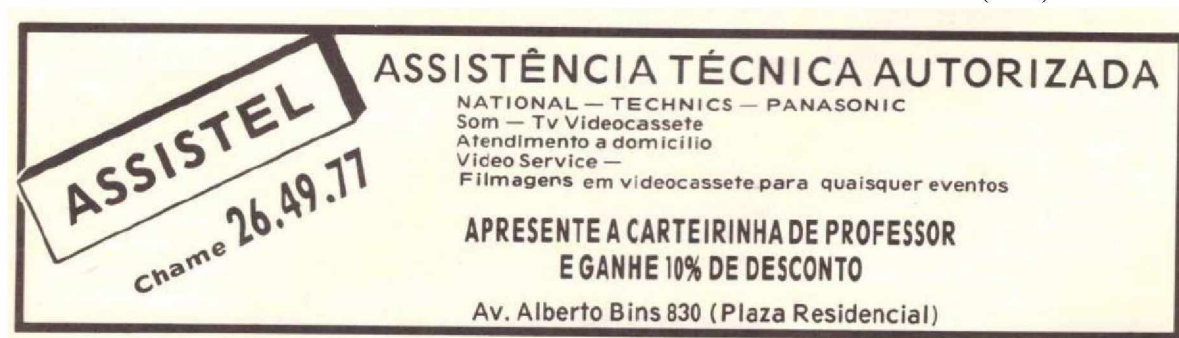 ASSISTEL
Chame 26.49.77
ASSISTÊNCIA TÉCNICA AUTORIZADA
NATIONAL — TECHNICS — PANASONIC
Som — Tv Videocassete
Atendimento a domicílio
Video Service —
Filmagens em videocassete para quaisquer eventos
APRESENTE A CARTEIRINHA DE PROFESSOR
E GANHE 10% DE DESCONTO
Av. Alberto Bins 830 (Plaza Residencial)